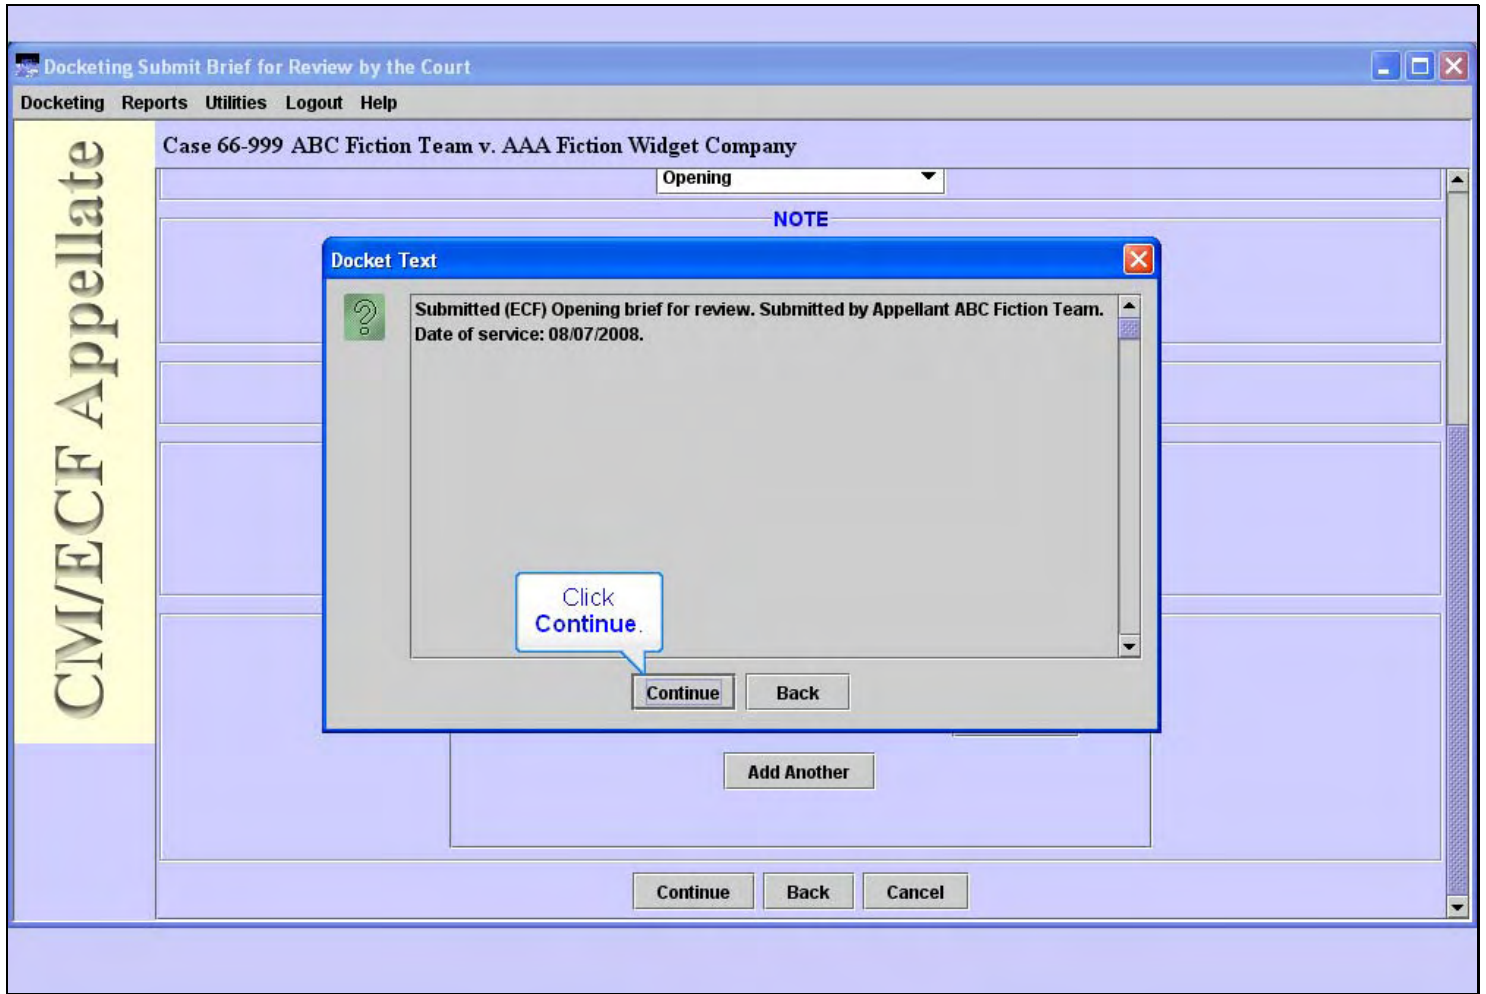 Docketing Submit Brief for Review by the Court
Docketing Reports Utilities Logout Help
CM/ECF Appellate
Case 66-999 ABC Fiction Team v. AAA Fiction Widget Company
Opening
NOTE
Docket Text
Submitted (ECF) Opening brief for review. Submitted by Appellant ABC Fiction Team.
Date of service: 08/07/2008.
Click
Continue.
Continue Back
Add Another
Continue Back Cancel